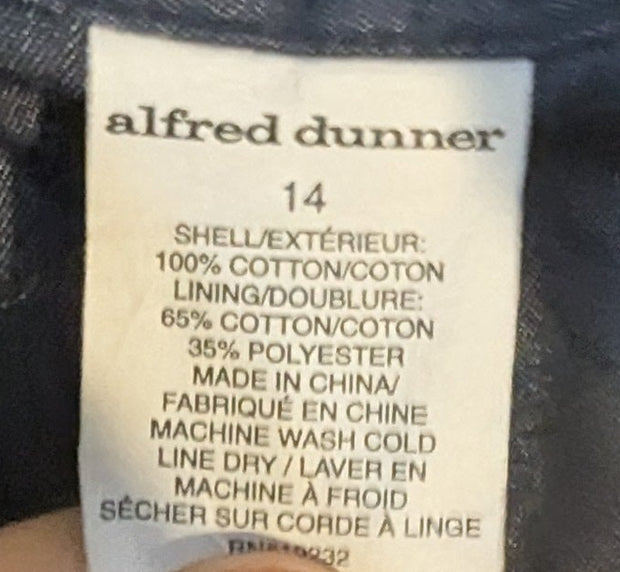 alfred dunner
14
SHELL/EXTÉRIEUR:
100% COTTON/COTON
LINING/DOUBLURE:
65% COTTON/COTON
35% POLYESTER
MADE IN CHINA/
FABRIQUÉ EN CHINE
MACHINE WASH COLD
LINE DRY / LAVER EN
MACHINE À FROID
SÉCHER SUR CORDE À LINGE